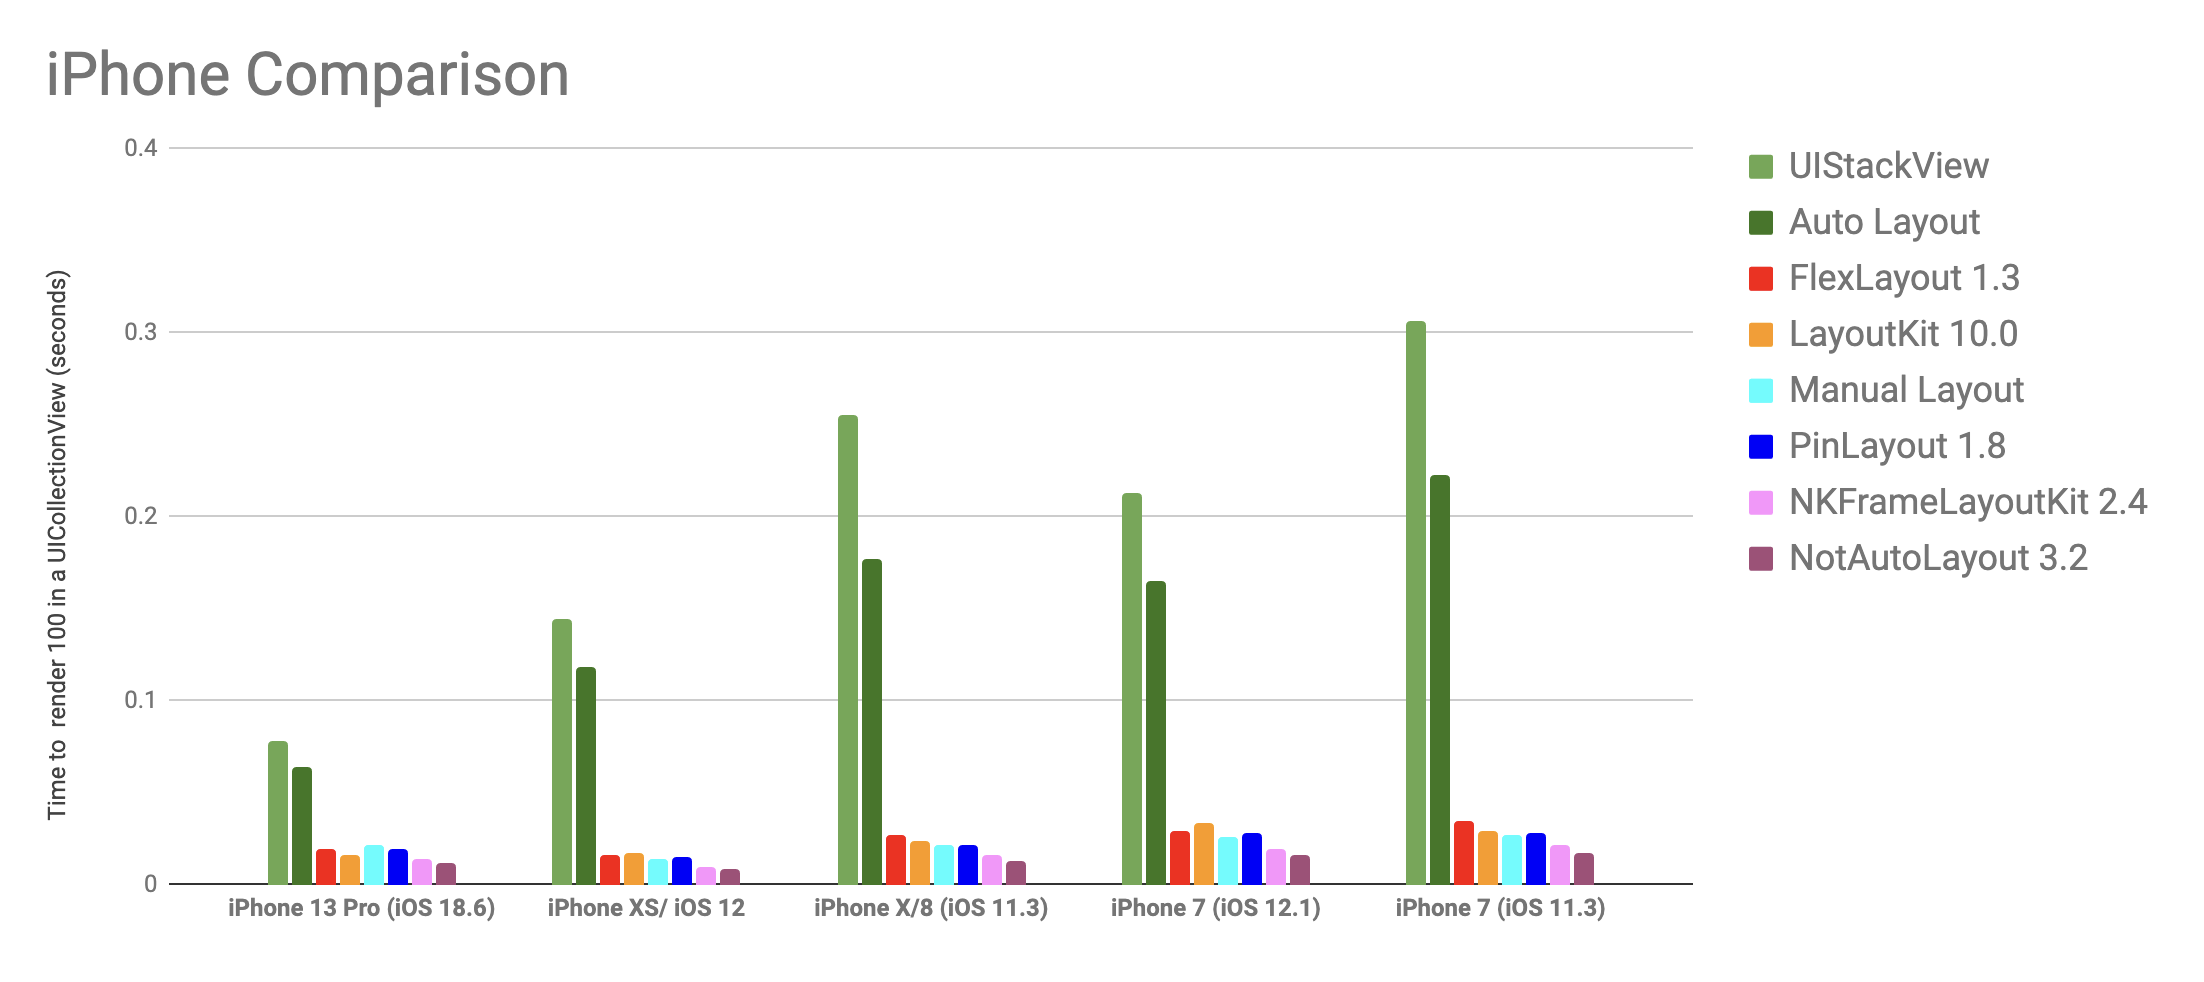 iPhone Comparison
Time to render 100 in a UICollectionView (seconds)
0.4
0.3
0.2
0.1
0
iPhone 13 Pro (iOS 18.6)
iPhone XS/ iOS 12
iPhone X/8 (iOS 11.3)
iPhone 7 (iOS 12.1)
iPhone 7 (iOS 11.3)
UIStackView
Auto Layout
FlexLayout 1.3
LayoutKit 10.0
Manual Layout
PinLayout 1.8
NKFrameLayoutKit 2.4
NotAutoLayout 3.2